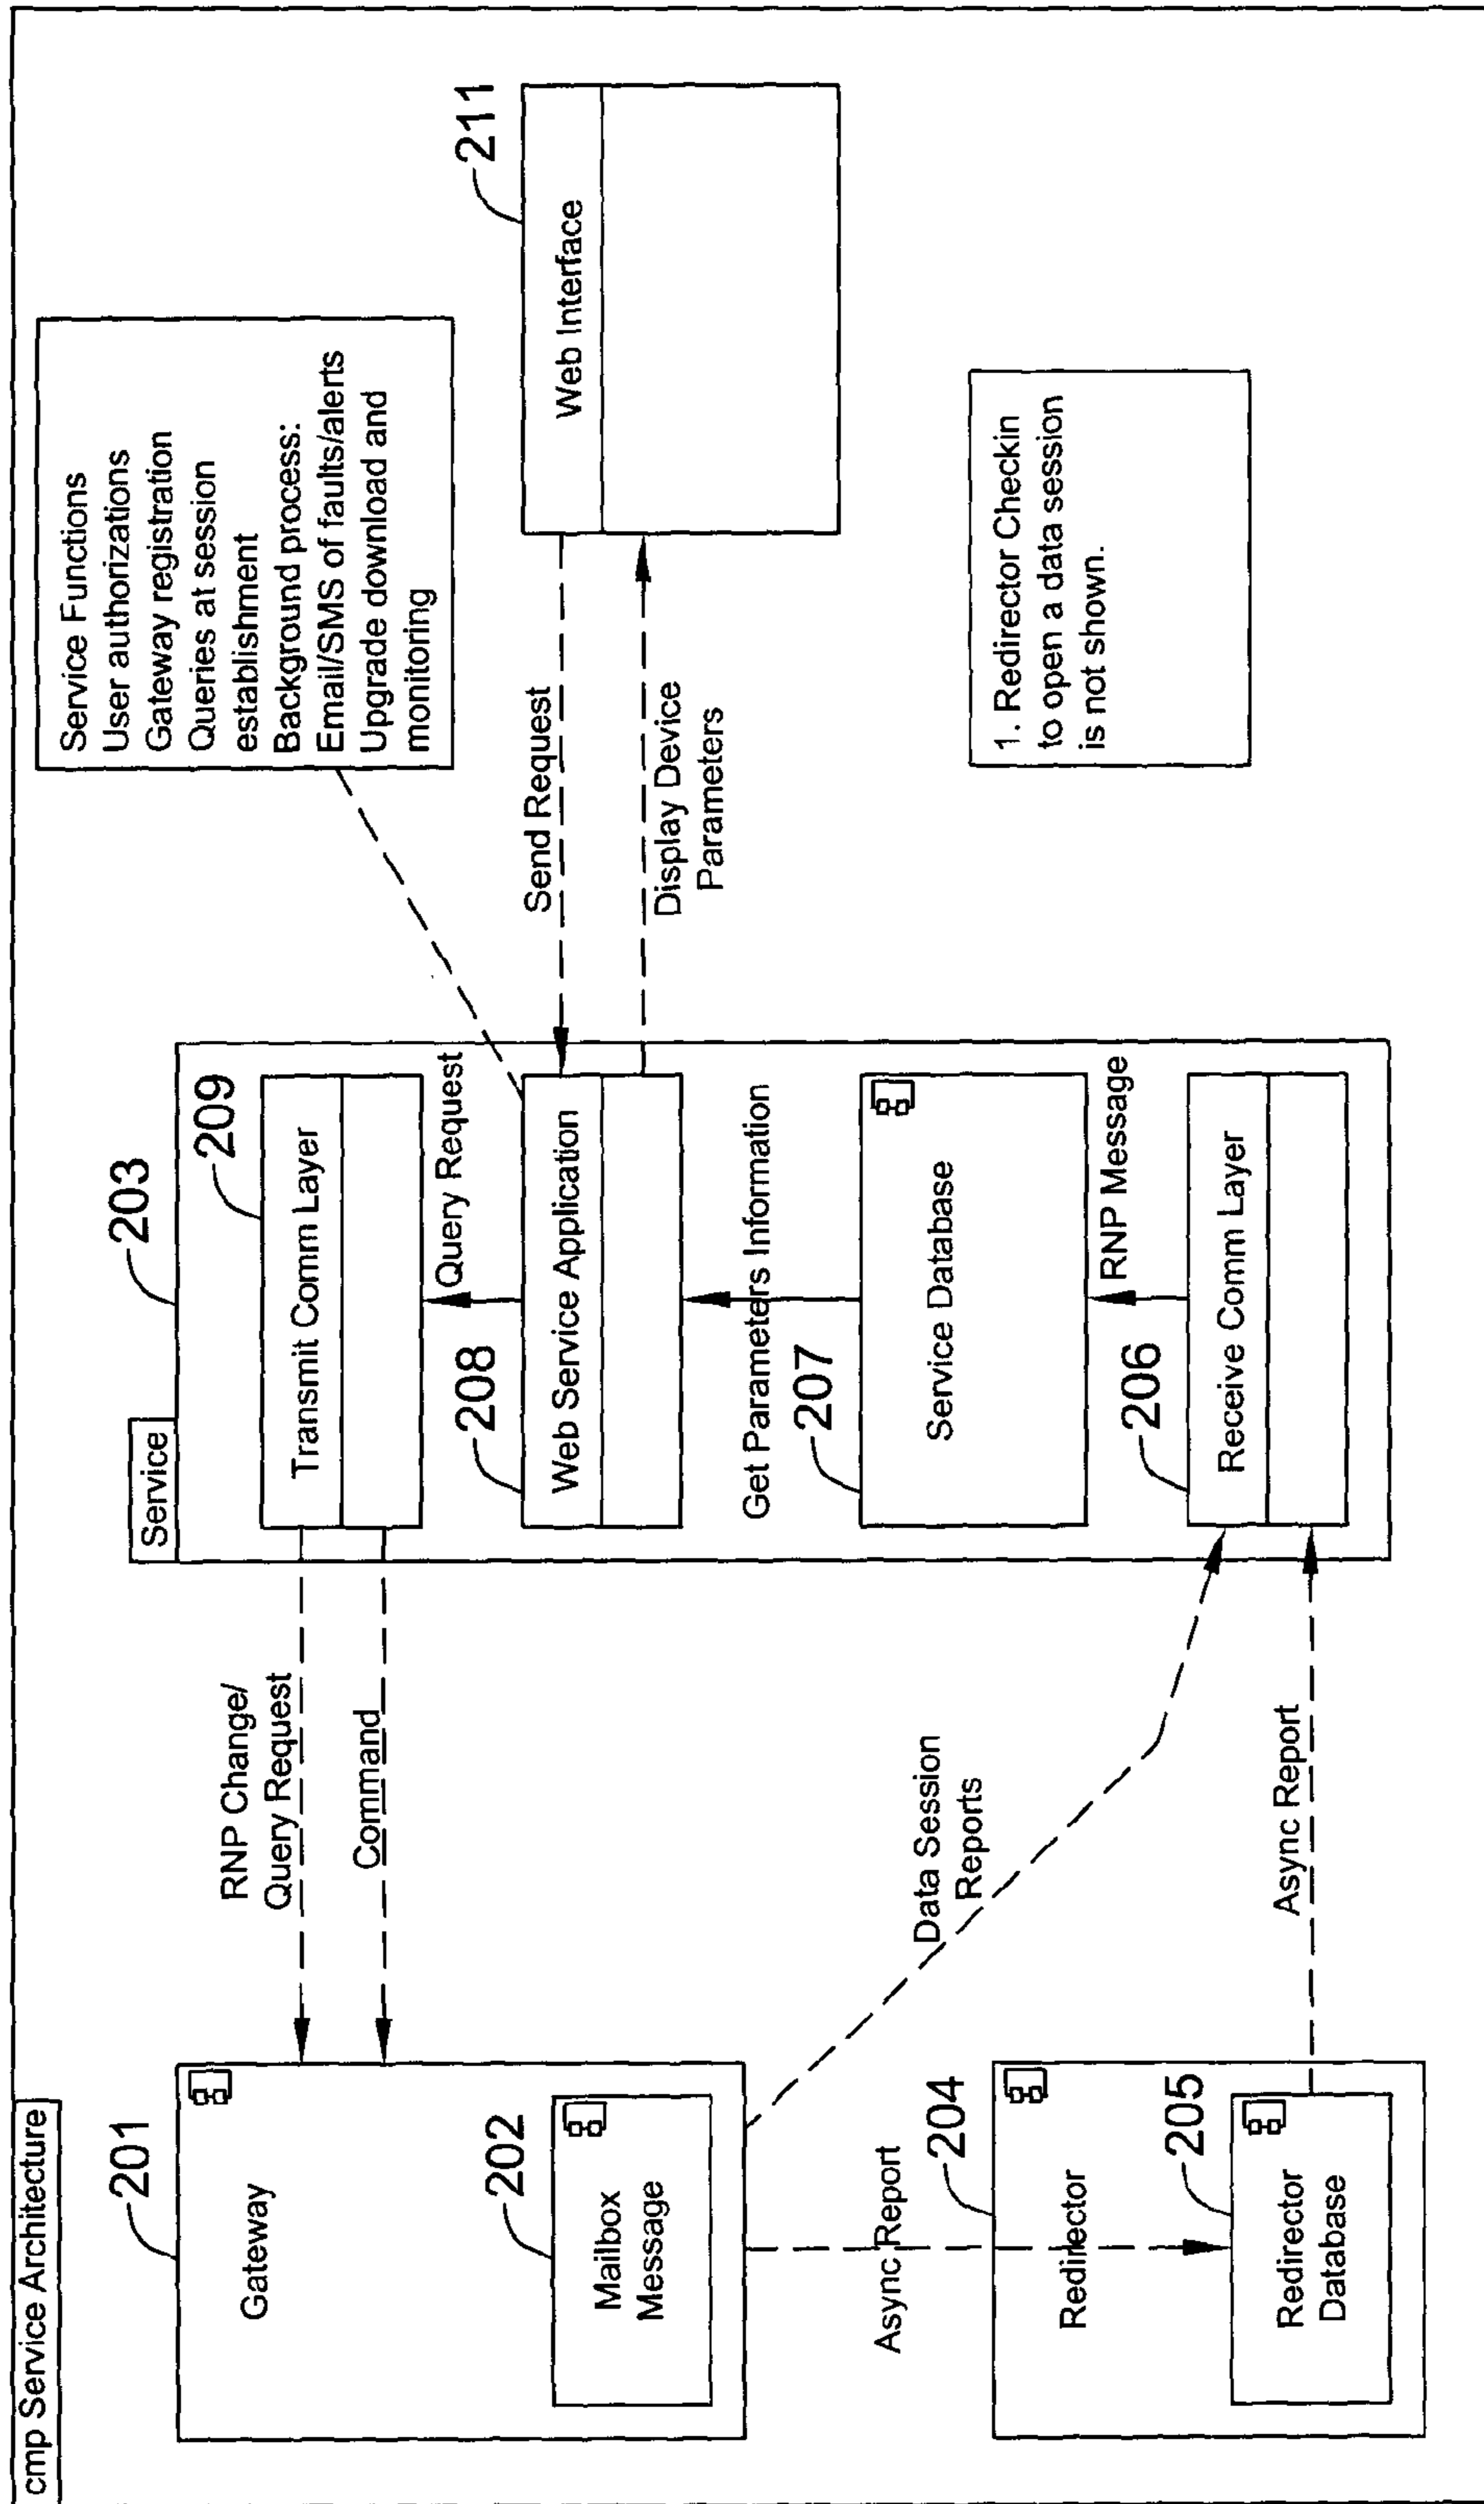 cmp Service Architecture
201
Gateway
202
Mailbox
Message
RNP Change/
Query Request
Command
Async Report
204
Redirector
205
Redirector
Database
Data Session
Reports
Async Report
203
Service
209
Transmit Comm Layer
Query Request
208
Web Service Application
Get Parameters Information
207
Service Database
RNP Message
206
Receive Comm Layer
Service Functions
User authorizations
Gateway registration
Queries at session
establishment
Background process:
Email/SMS of faults/alerts
Upgrade download and
monitoring
Send Request
Display Device
Parameters
211
Web Interface
1. Redirector Checkin
to open a data session
is not shown.